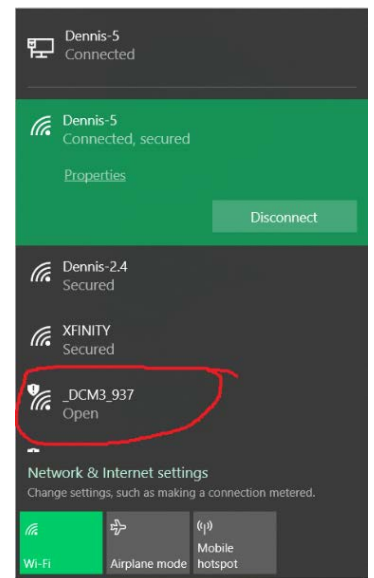 Dennis-5
Connected
Dennis-5
Connected, secured
Properties
Disconnect
Dennis-2.4
Secured
XFINITY
Secured
_DCM3_937
Open
Network & Internet settings
Change settings, such as making a connection metered.
Wi-Fi
Airplane mode
Mobile
hotspot